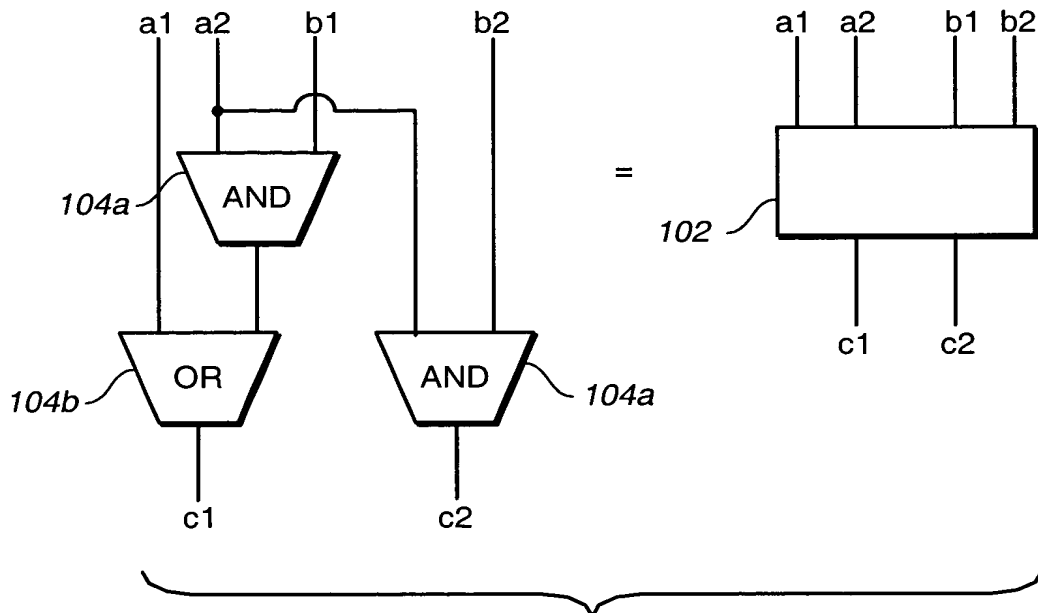 a1 a2 b1 b2
a1 a2 b1 b2
104a
AND
=
102
104b
OR
AND
104a
c1 c2
c1 c2